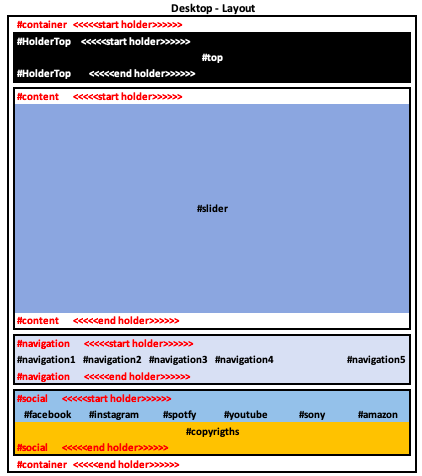 Desktop - Layout
#container <<<<<start holder>>>>>>
#HolderTop <<<<<start holder>>>>>>
#top
#HolderTop <<<<<end holder>>>>>>
#content <<<<<start holder>>>>>>
#slider
#content <<<<<end holder>>>>>>
#navigation <<<<<start holder>>>>>>
#navigation1 #navigation2 #navigation3 #navigation4 #navigation5
#navigation <<<<<end holder>>>>>>
#social <<<<<start holder>>>>>>
#facebook #instagram #spotfy #youtube #sony #amazon
#copyrigths
#social <<<<<end holder>>>>>>
#container <<<<<end holder>>>>>>